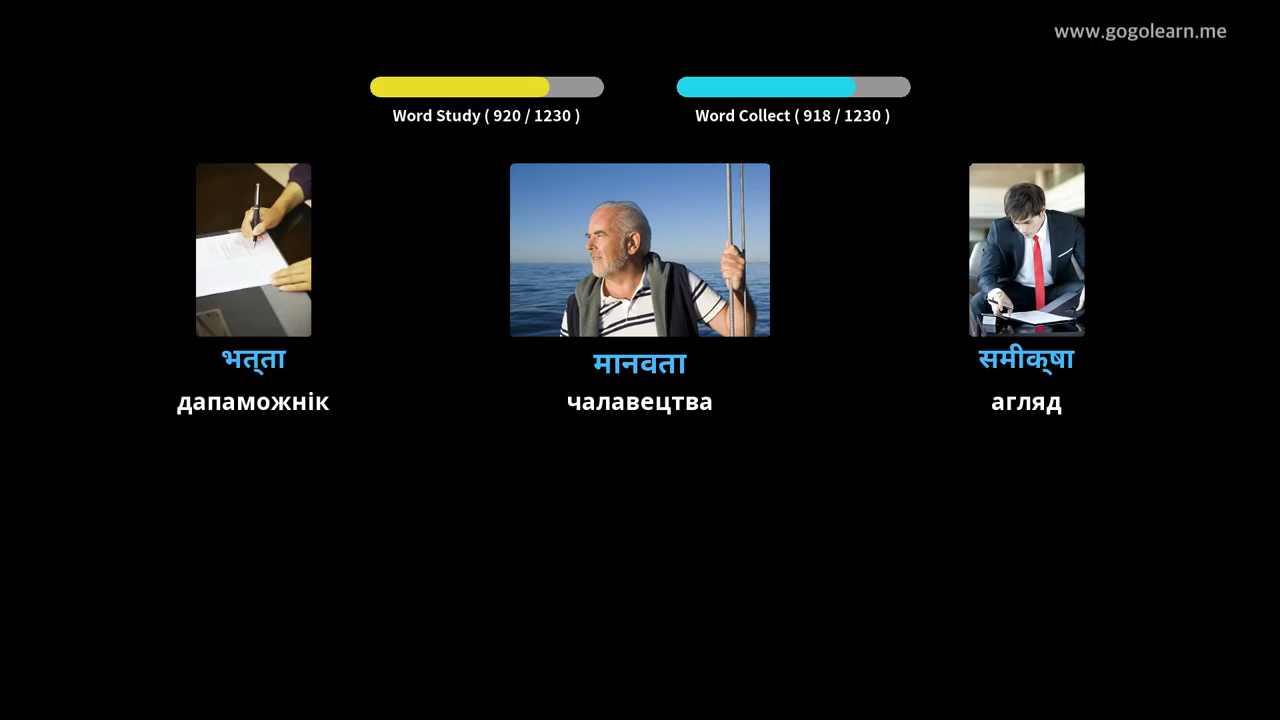 www.gogolearn.me
Word Study ( 920 / 1230 )
Word Collect ( 918 / 1230 )
भत्ता
मानवता
समीक्षा
дапаможнік
чалавецтва
агляд